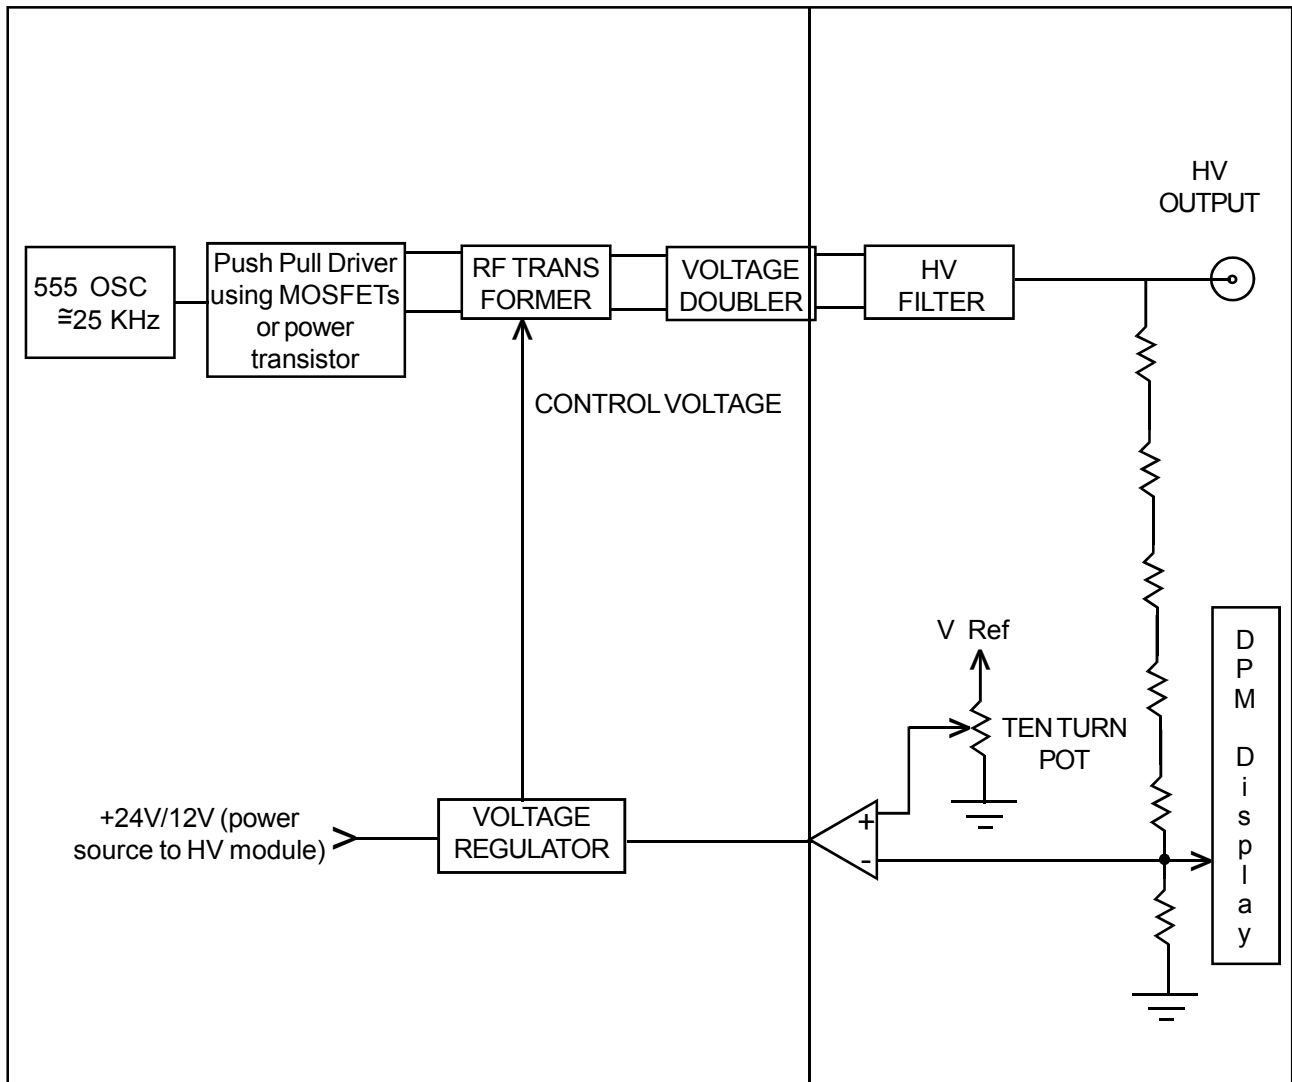 HV
OUTPUT
555 OSC
≅25 KHz
Push Pull Driver
using MOSFETs
or power
transistor
RF TRANS
FORMER
VOLTAGE
DOUBLER
HV
FILTER
CONTROL VOLTAGE
V Ref
TEN TURN
POT
+24V/12V (power
source to HV module)
VOLTAGE
REGULATOR
+
-
D
P
M
D
i
s
p
l
a
y